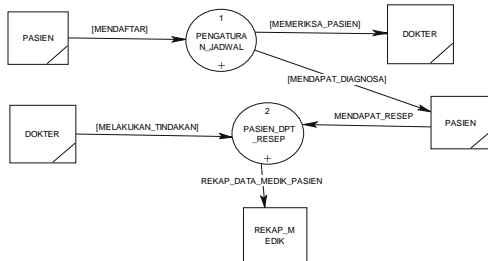 1
[MENDAFTAR]
[MEMERIKSA_PASIEN]
PASIEN
PENGATURA
N_JADWAL
DOKTER
+
[MENDAPAT_DIAGNOSA]
2
DOKTER
[MELAKUKAN_TINDAKAN]
PASIEN_DPT
_RESEP
MENDAPAT_RESEP
PASIEN
+
REKAP_DATA_MEDIK_PASIEN
REKAP_M
EDIK